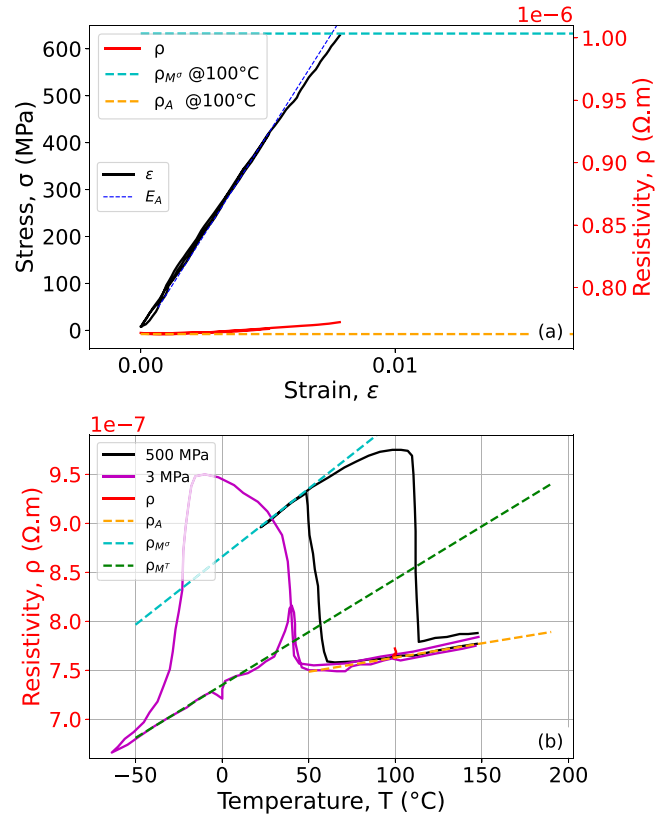 1e−6
600
500
400
300
200
100
0
Stress, σ (MPa)
ρ
ρ_{M^σ} @100°C
ρ_A @100°C
ε
E_A
1.00
0.95
0.90
0.85
0.80
Resistivity, ρ (Ω.m)
(a)
0.00 0.01
Strain, ε
1e−7
9.5
9.0
8.5
8.0
7.5
7.0
Resistivity, ρ (Ω.m)
500 MPa
3 MPa
ρ
ρ_A
ρ_{M^σ}
ρ_{M^T}
(b)
−50 0 50 100 150 200
Temperature, T (°C)